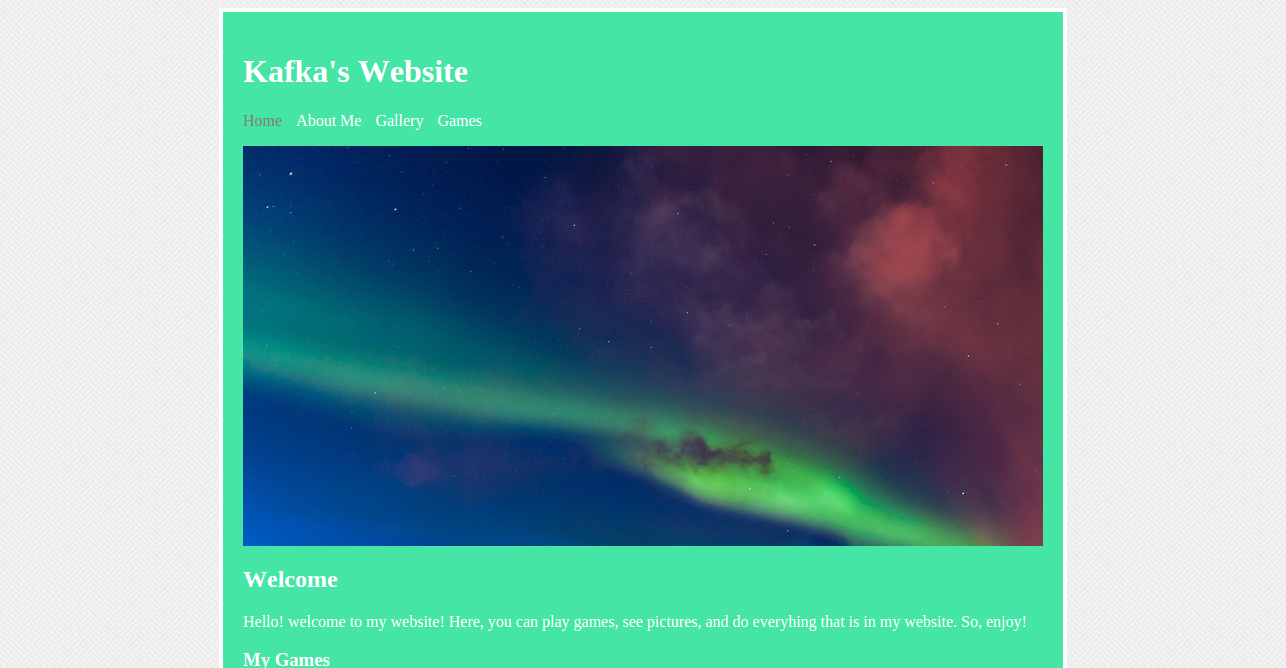 Kafka's Website
Home About Me Gallery Games
Welcome
Hello! welcome to my website! Here, you can play games, see pictures, and do everyhing that is in my website. So, enjoy!
My Games